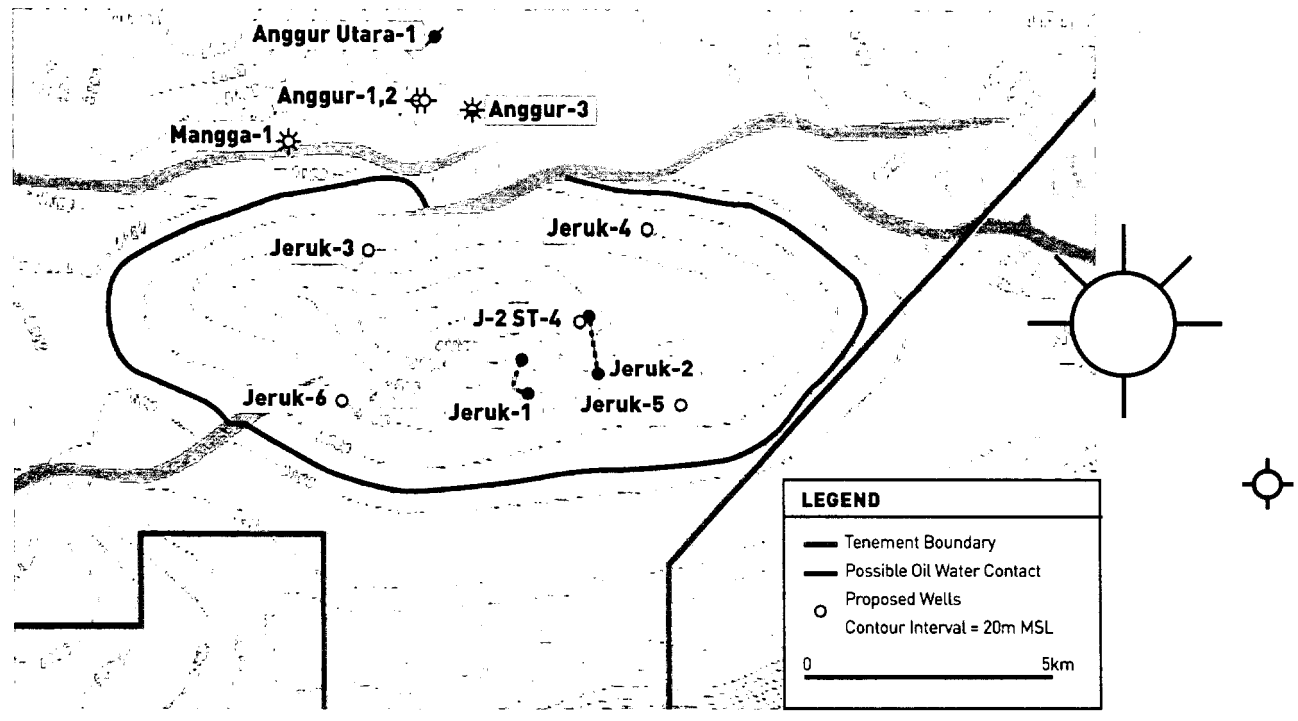 Anggur Utara-1
Anggur-1,2
Anggur-3
Mangga-1
Jeruk-4
Jeruk-3
J-2 ST-4
Jeruk-2
Jeruk-6
Jeruk-1
Jeruk-5
LEGEND
Tenement Boundary
Possible Oil Water Contact
Proposed Wells
Contour Interval = 20m MSL
0 5km